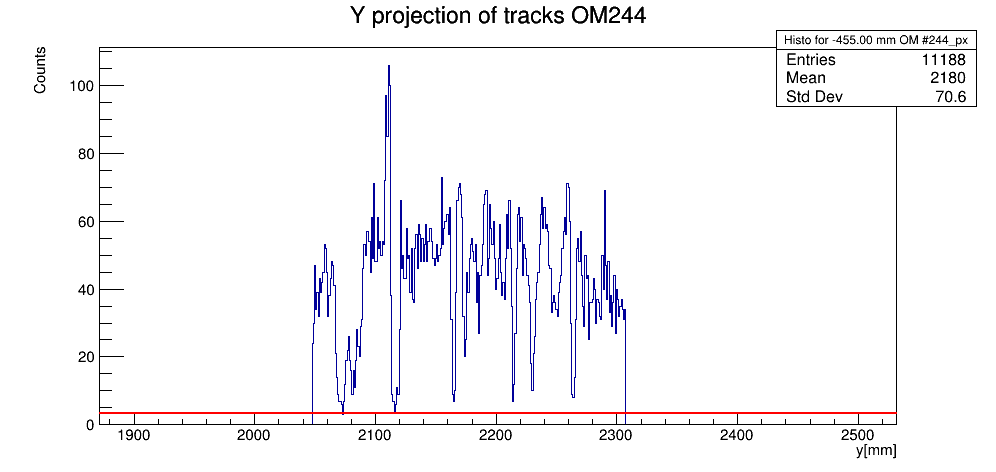 Y projection of tracks OM244
Histo for -455.00 mm OM #244_px
Entries 11188
Mean 2180
Std Dev 70.6
Counts
100
80
60
40
20
0
1900 2000 2100 2200 2300 2400 2500
y[mm]